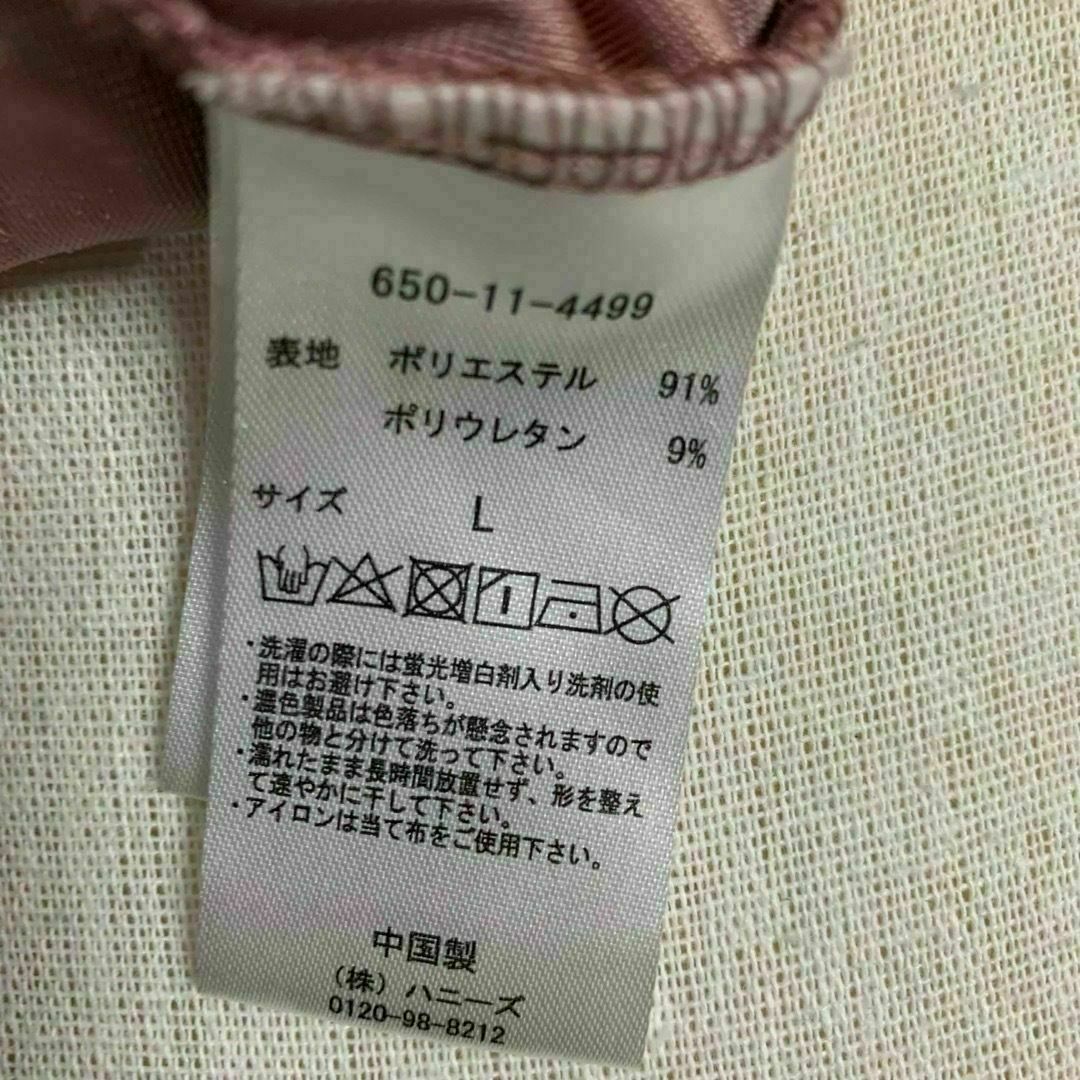 650-11-4499
表地 ポリエステル 91%
ポリウレタン 9%
サイズ L
・洗濯の際には蛍光増白剤入り洗剤の使
用はお避け下さい。
・濃色製品は色落ちが懸念されますので
他の物と分けて洗って下さい。
・濡れたまま長時間放置せず、形を整え
て速やかに干して下さい。
・アイロンは当て布をご使用下さい。
中国製
(株) ハニーズ
0120-98-8212